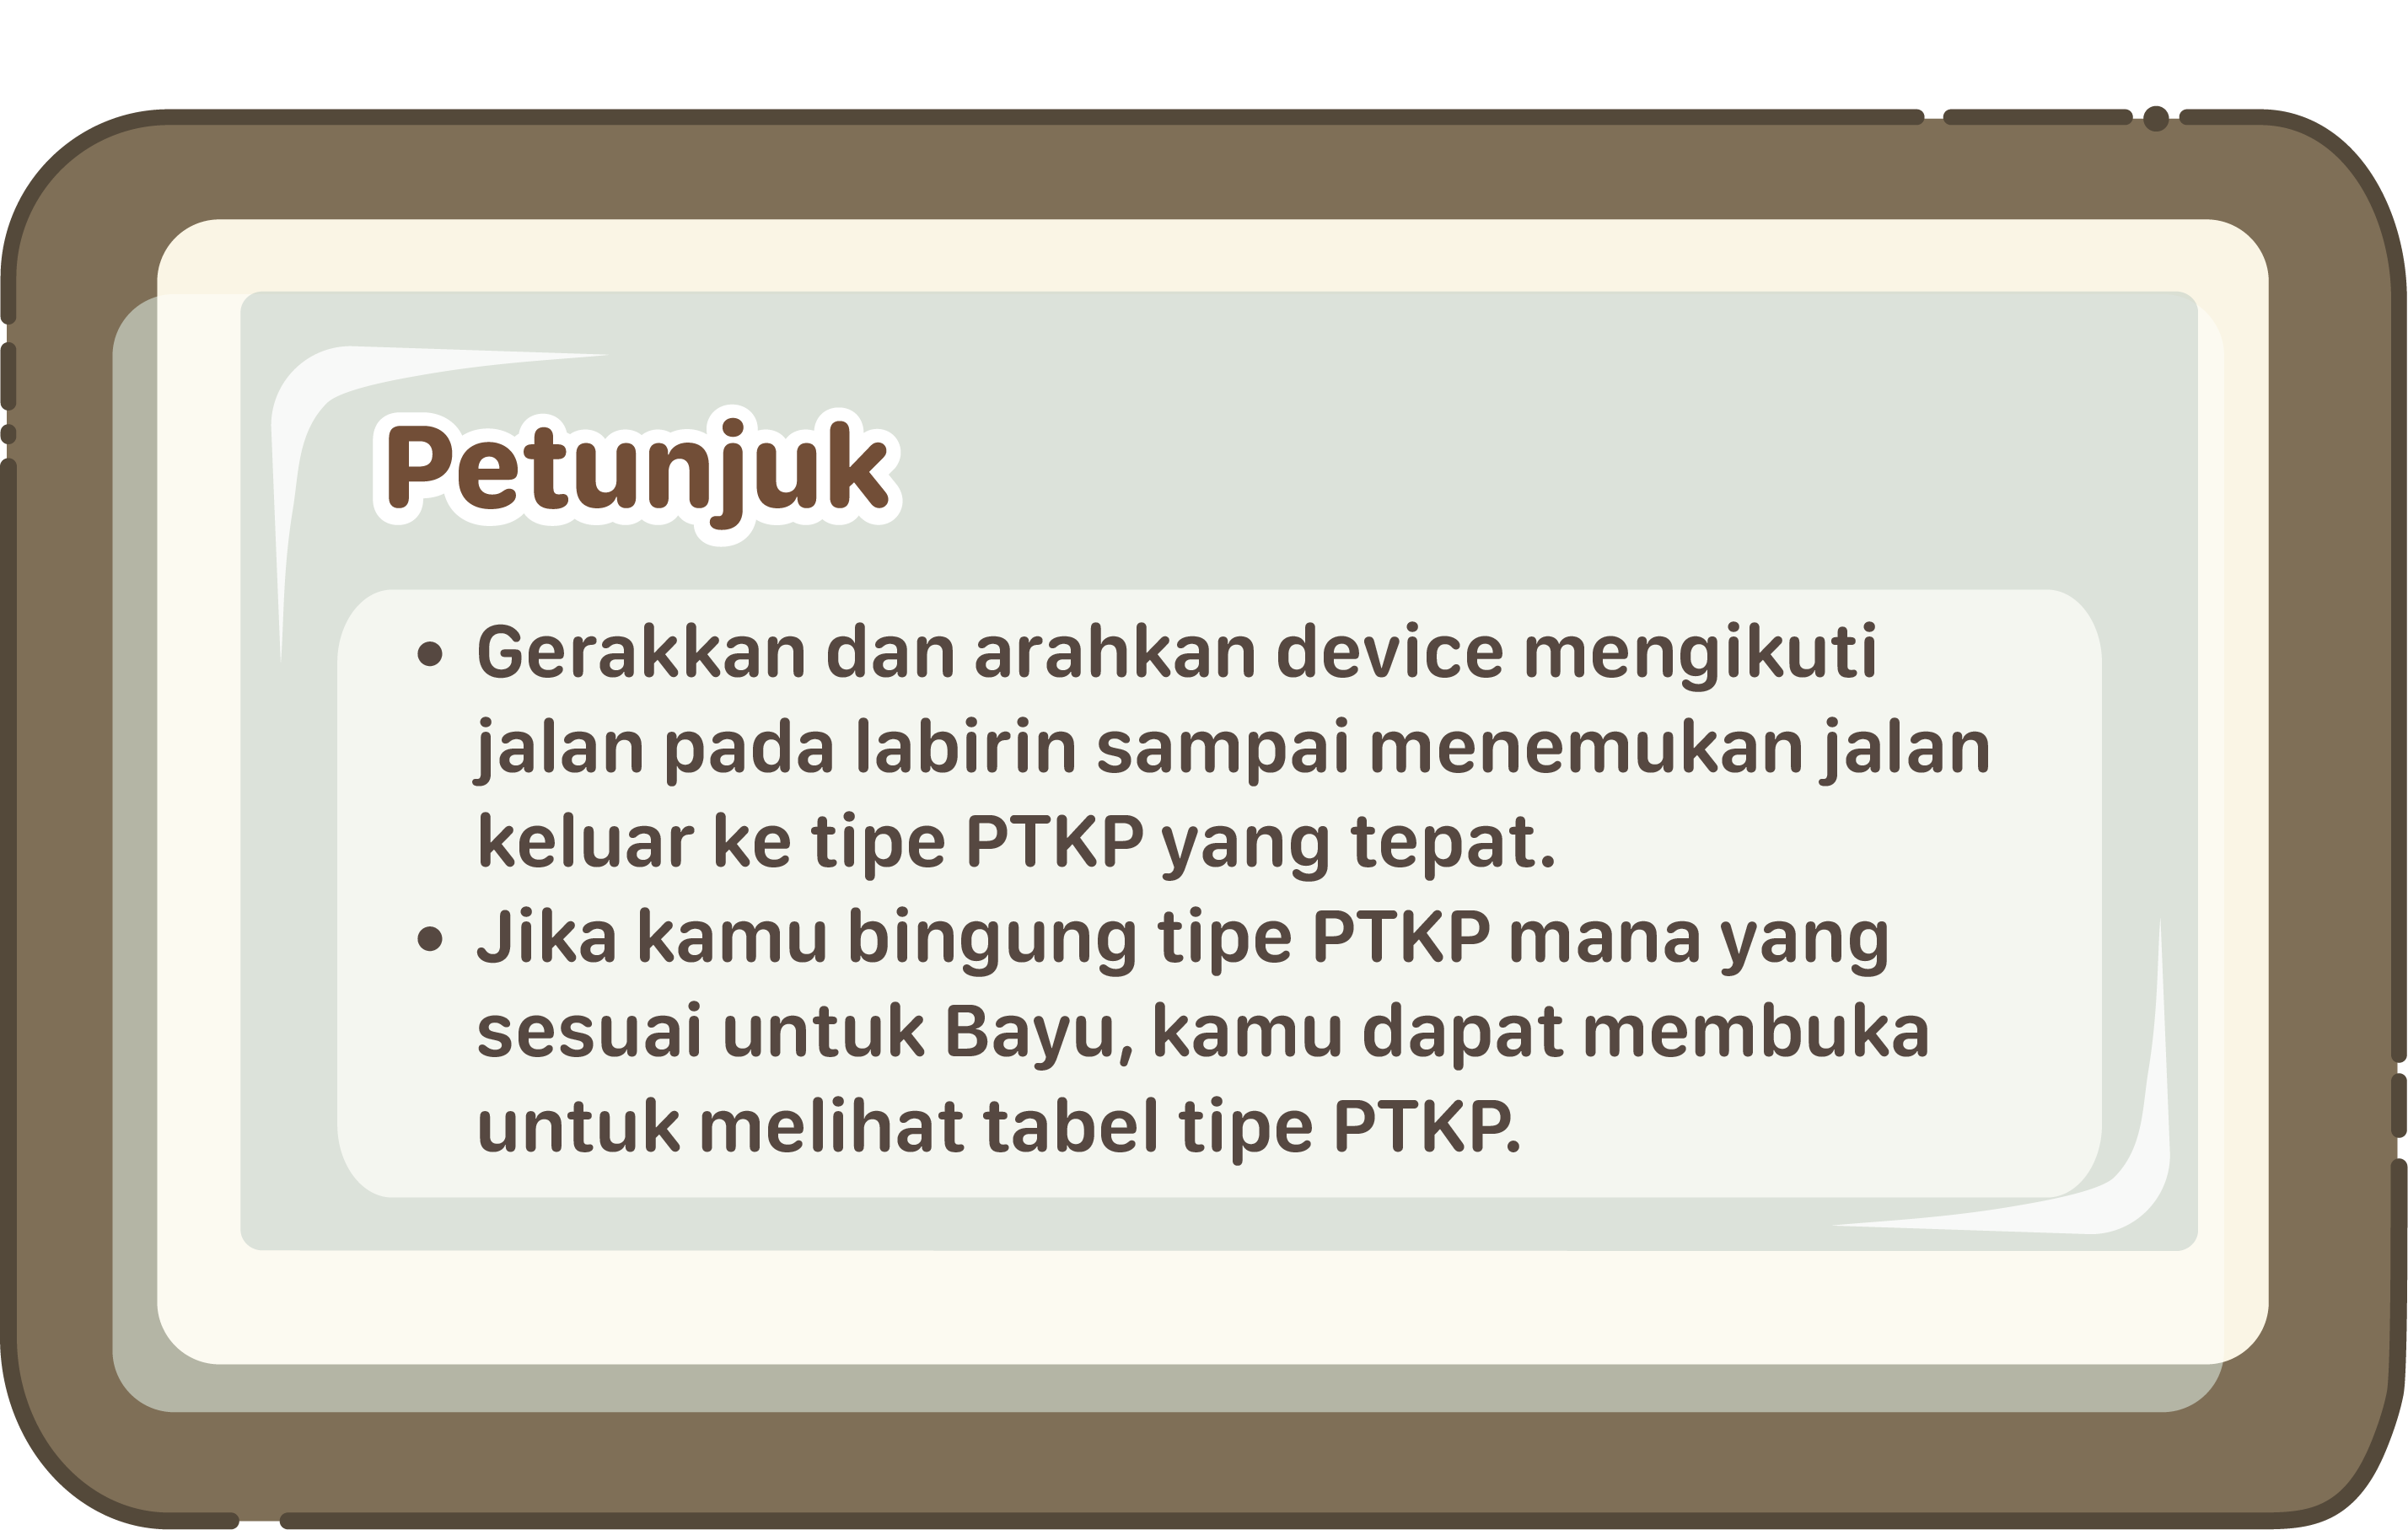 Petunjuk
• Gerakkan dan arahkan device mengikuti
jalan pada labirin sampai menemukan jalan
keluar ke tipe PTKP yang tepat.
• Jika kamu bingung tipe PTKP mana yang
sesuai untuk Bayu, kamu dapat membuka
untuk melihat tabel tipe PTKP.